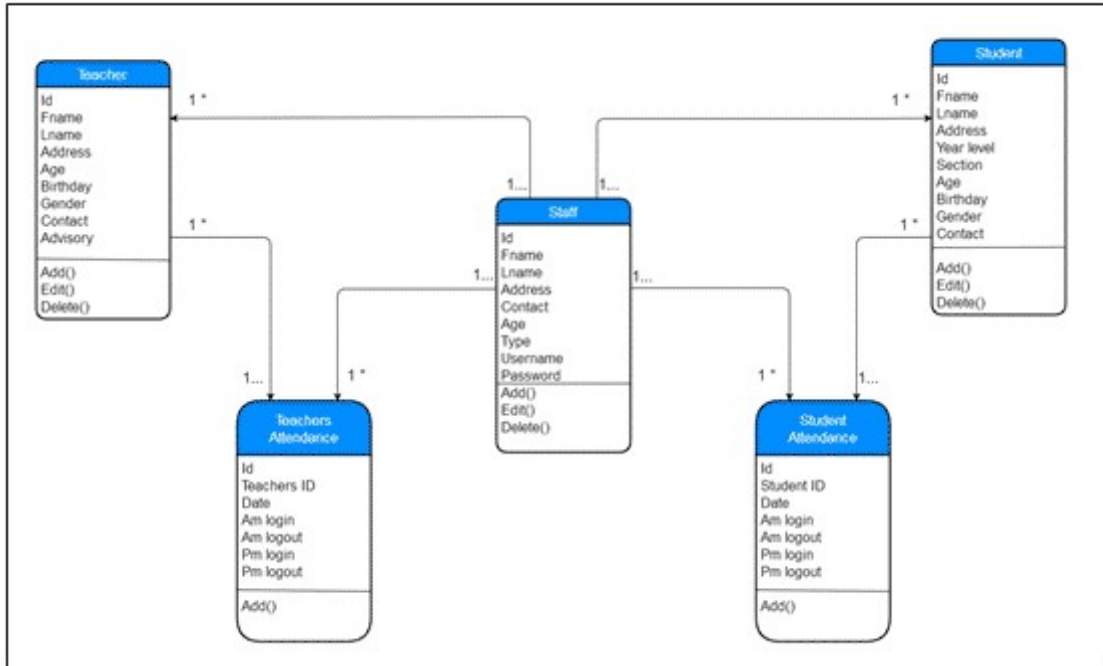 Teacher
Id
Fname
Lname
Address
Age
Birthday
Gender
Contact
Advisory
Add()
Edit()
Delete()
1 *
1 *
1...
Student
Id
Fname
Lname
Address
Year level
Section
Age
Birthday
Gender
Contact
Add()
Edit()
Delete()
1 *
1 *
1...
Staff
Id
Fname
Lname
Address
Contact
Age
Type
Username
Password
Add()
Edit()
Delete()
1...
1...
1...
1...
Teachers
Attendance
Id
Teachers ID
Date
Am login
Am logout
Pm login
Pm logout
Add()
1 *
Student
Attendance
Id
Student ID
Date
Am login
Am logout
Pm login
Pm logout
Add()
1 *